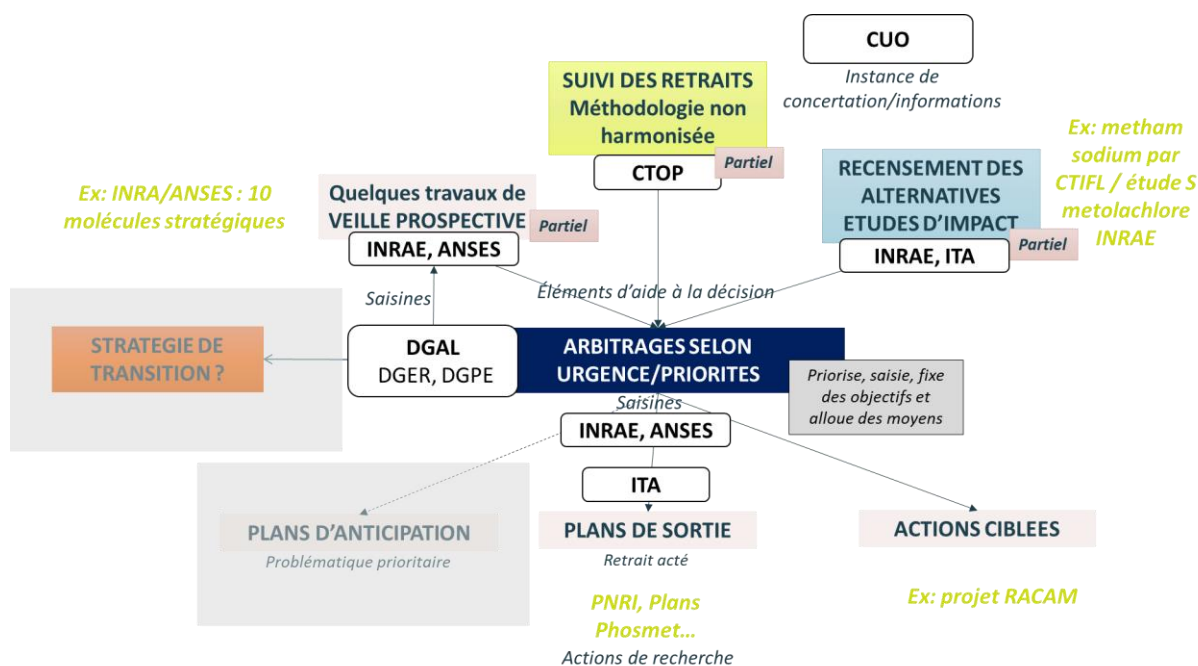 CUO
Instance de
concertation/informations
SUIVI DES RETRAITS
Méthodologie non
harmonisée
Partiel
CTOP
Ex: metham
sodium par
CTIFL / étude S
metolachlore
INRAE
RECENSEMENT DES
ALTERNATIVES
ETUDES D'IMPACT
Partiel
INRAE, ITA
Ex: INRA/ANSES : 10
molécules stratégiques
Quelques travaux de
VEILLE PROSPECTIVE
Partiel
INRAE, ANSES
Saisines
Éléments d'aide à la décision
STRATEGIE DE
TRANSITION ?
DGAL
DGER, DGPE
ARBITRAGES SELON
URGENCE/PRIORITES
Priorise, saisie, fixe
des objectifs et
alloue des moyens
Saisines
INRAE, ANSES
ITA
PLANS D'ANTICIPATION
Problématique prioritaire
PLANS DE SORTIE
Retrait acté
PNRI, Plans
Phosmet...
Actions de recherche
ACTIONS CIBLEES
Ex: projet RACAM